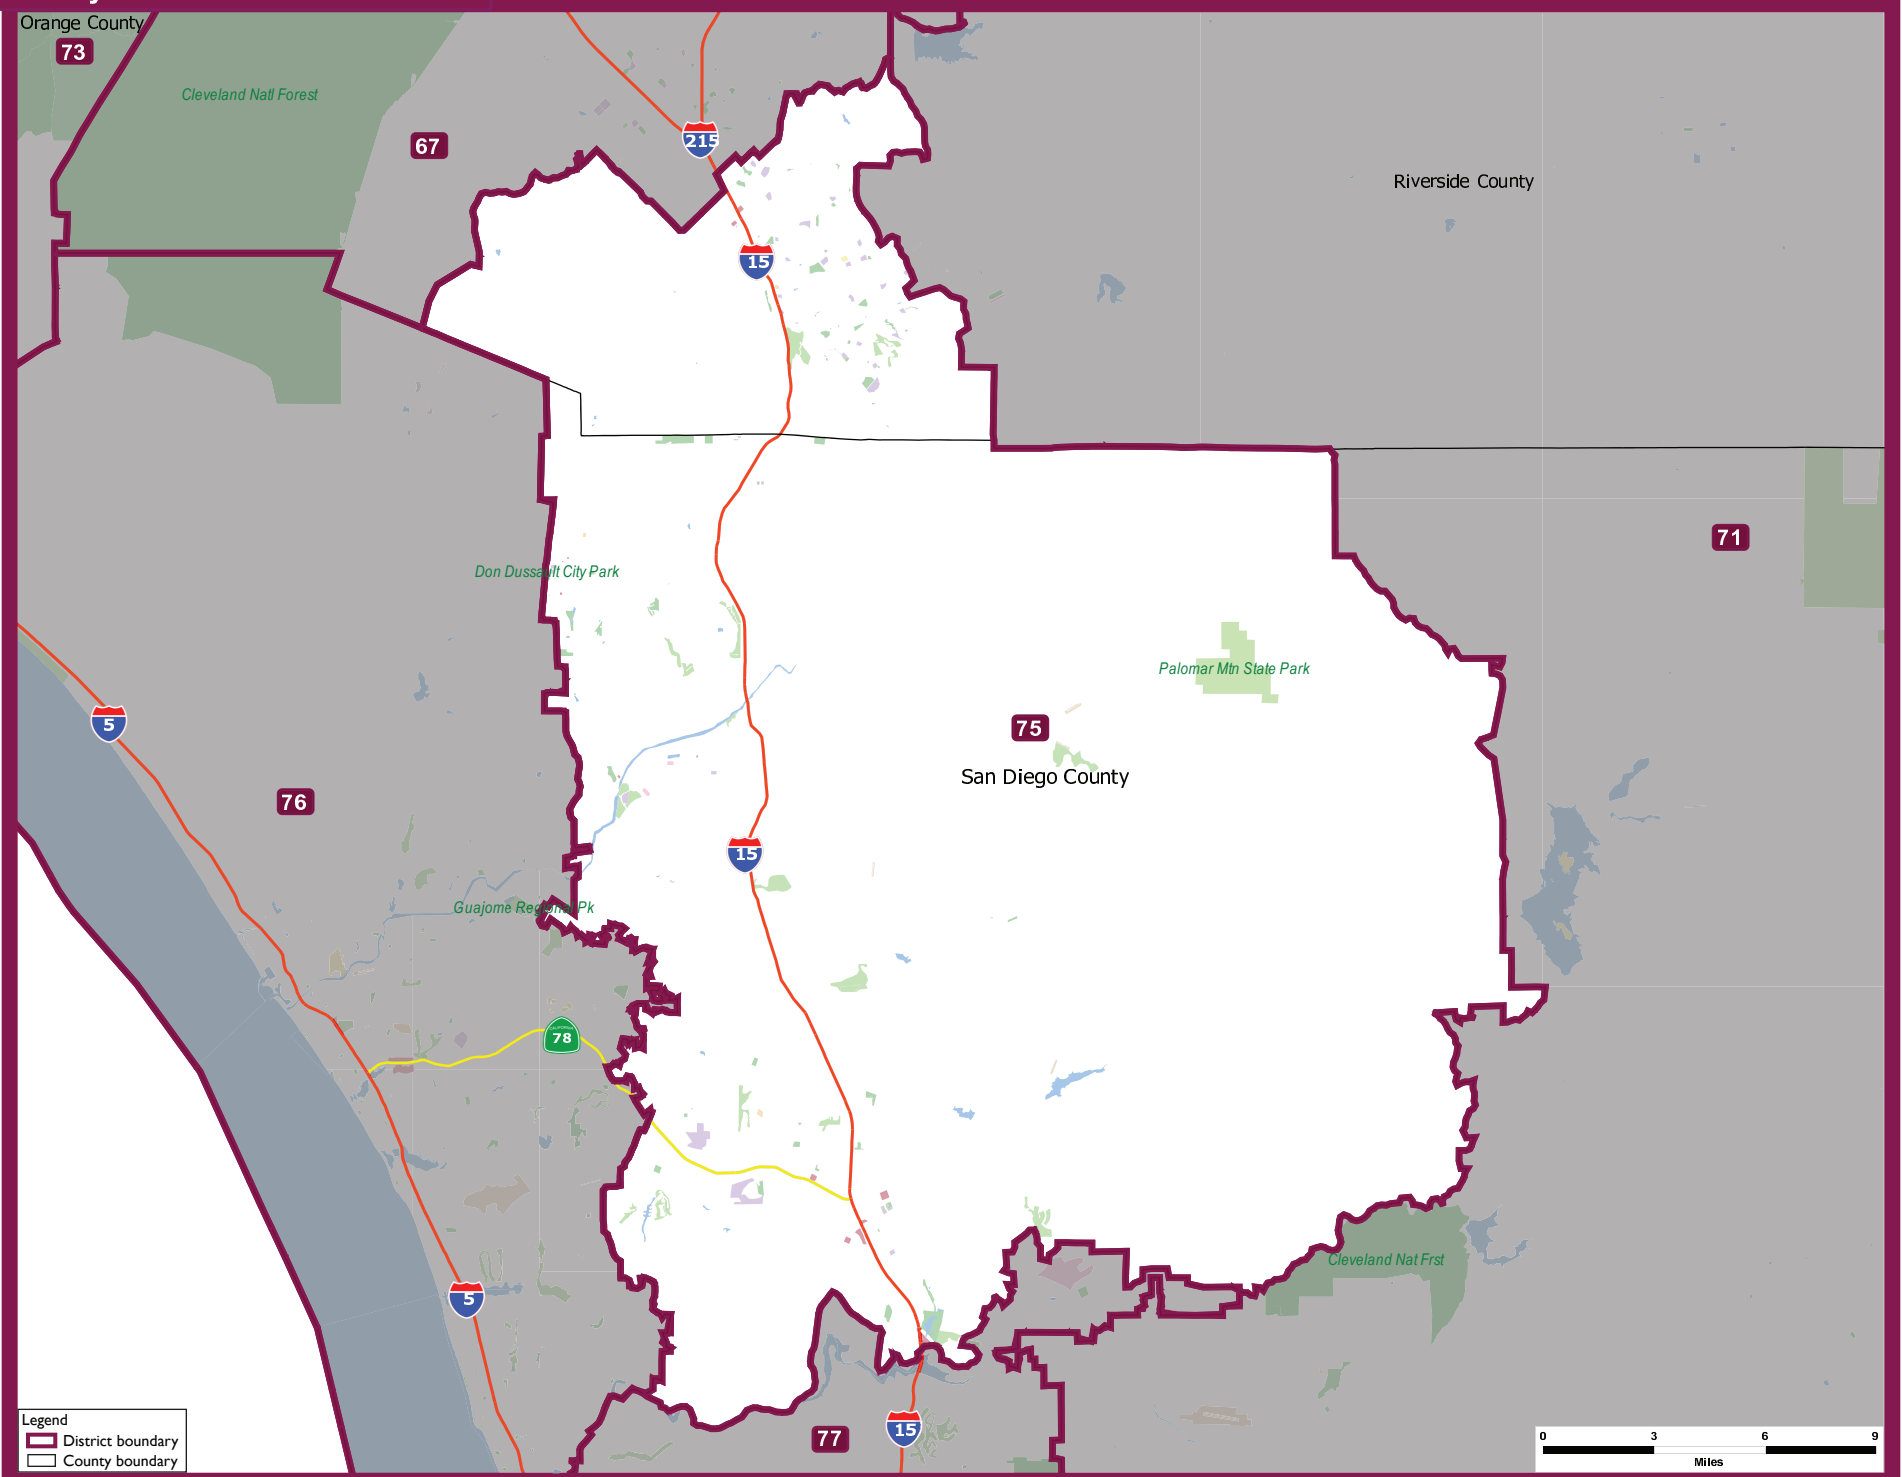 Orange County
73
Cleveland Natl Forest
67
215
Riverside County
15
71
Don Dussault City Park
Palomar Mtn State Park
5
75
San Diego County
76
15
Guajome Regional Pk
CALIFORNIA
78
Cleveland Nat Frst
5
15
77
Legend
District boundary
County boundary
0 3 6 9
Miles